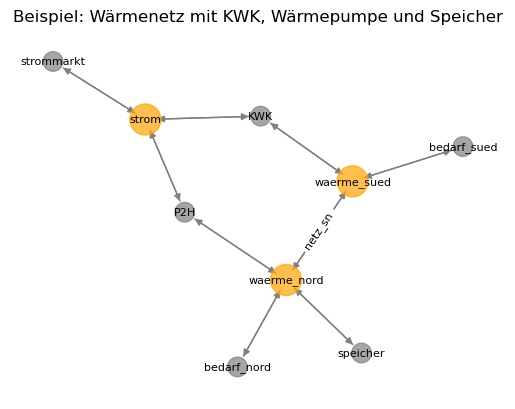 Beispiel: Wärmenetz mit KWK, Wärmepumpe und Speicher
strommarkt
strom
KWK
bedarf_sued
waerme_sued
P2H
netz_sn
waerme_nord
speicher
bedarf_nord